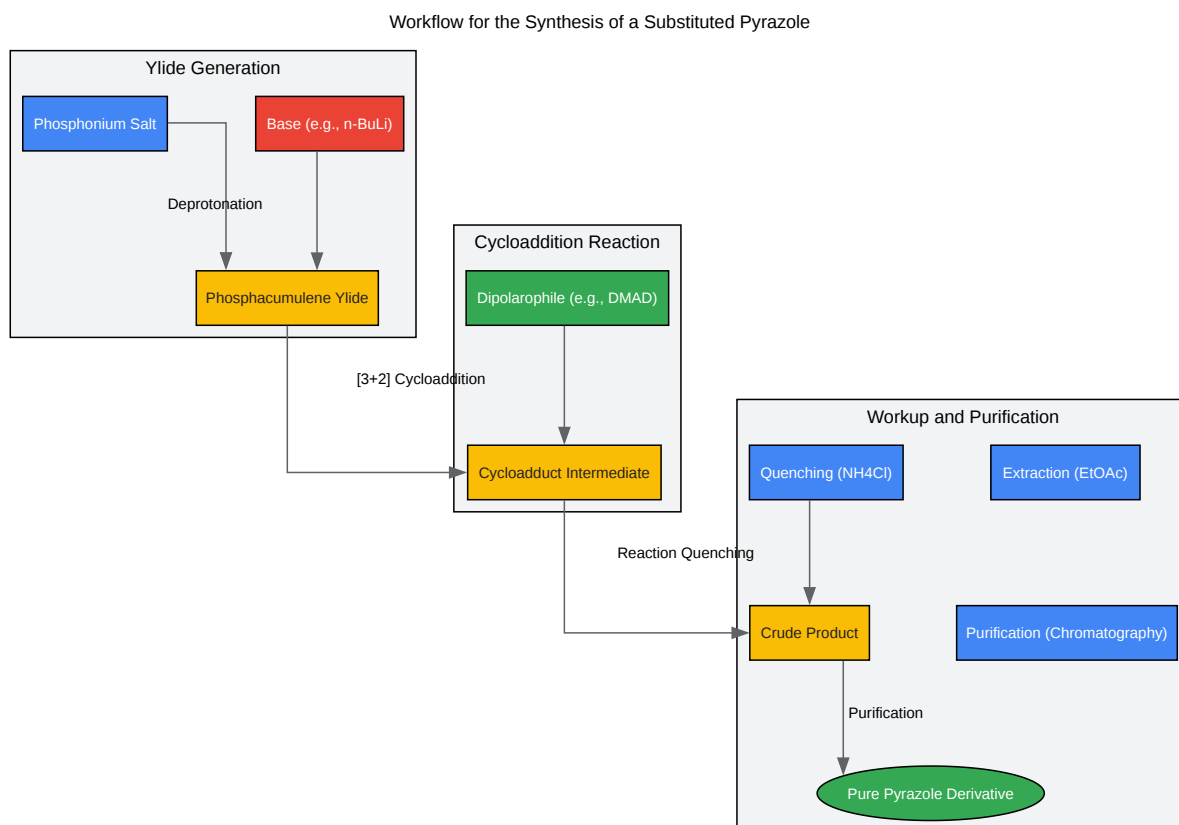 Workflow for the Synthesis of a Substituted Pyrazole
Ylide Generation
Phosphonium Salt
Base (e.g., n-BuLi)
Deprotonation
Phosphacumulene Ylide
Cycloaddition Reaction
Dipolarophile (e.g., DMAD)
[3+2] Cycloaddition
Cycloadduct Intermediate
Workup and Purification
Quenching (NH4Cl)
Extraction (EtOAc)
Reaction Quenching
Crude Product
Purification (Chromatography)
Purification
Pure Pyrazole Derivative